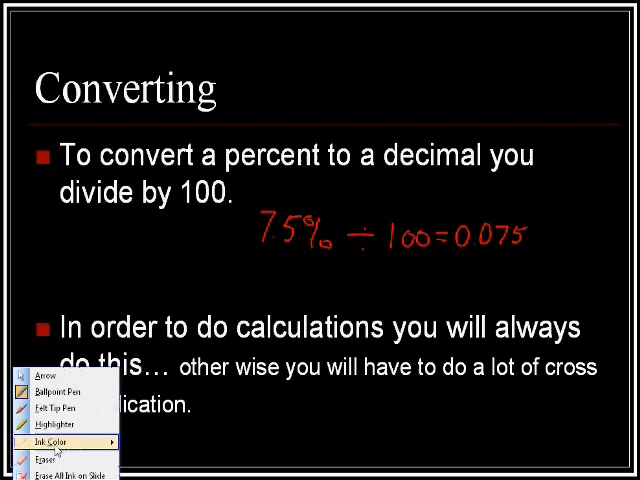 Converting
To convert a percent to a decimal you
divide by 100.
7.5% ÷ 100 = 0.075
In order to do calculations you will always
do this... other wise you will have to do a lot of cross
lication.
Arrow
Ballpoint Pen
Felt Tip Pen
Highlighter
Ink Color
Eraser
Erase All Ink on Slide